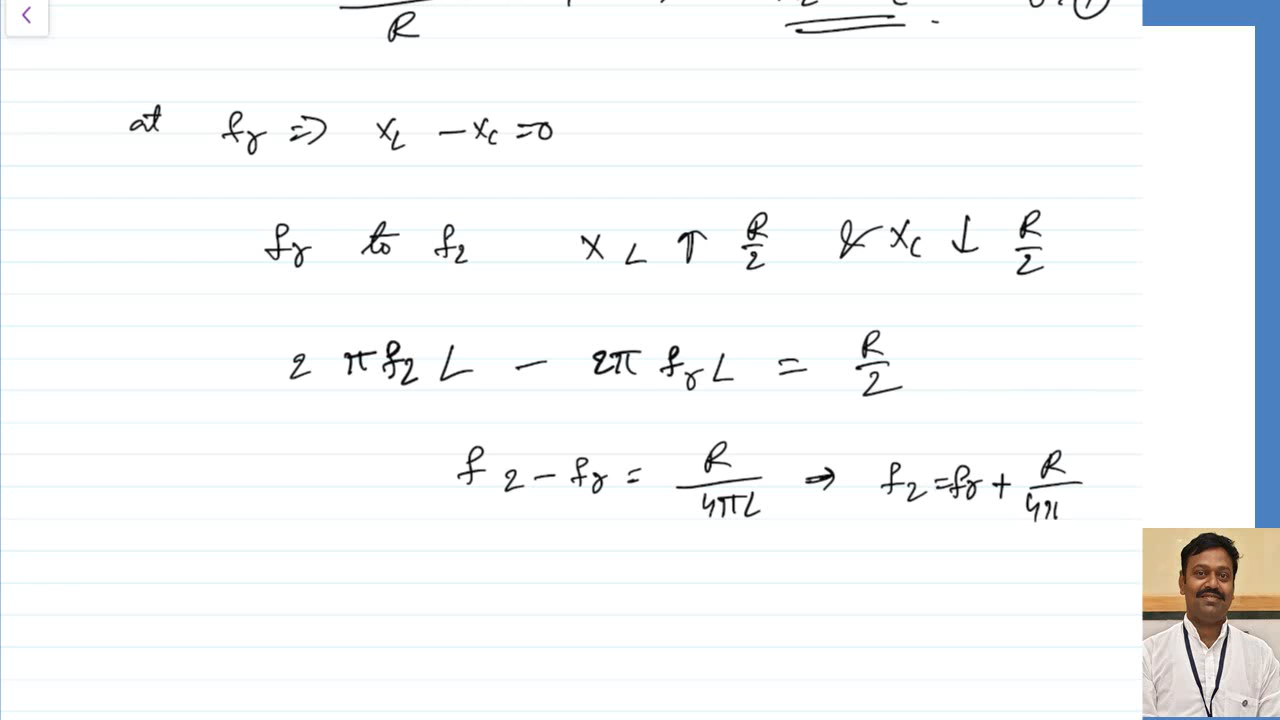 R
at fr => XL - XC = 0
fr to f2 XL ↑ R/2 & XC ↓ R/2
2πf2L - 2πfrL = R/2
f2 - fr = R/4πL ⇒ f2 = fr + R/4π